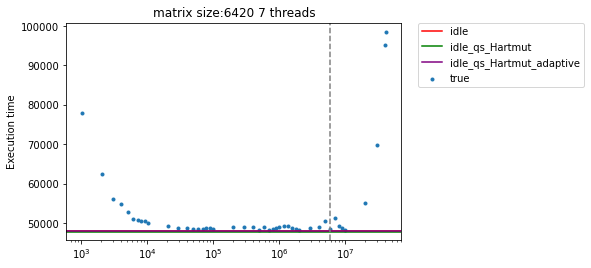 matrix size:6420 7 threads
Execution time
100000
90000
80000
70000
60000
50000
10³
10⁴
10⁵
10⁶
10⁷
idle
idle_qs_Hartmut
idle_qs_Hartmut_adaptive
true